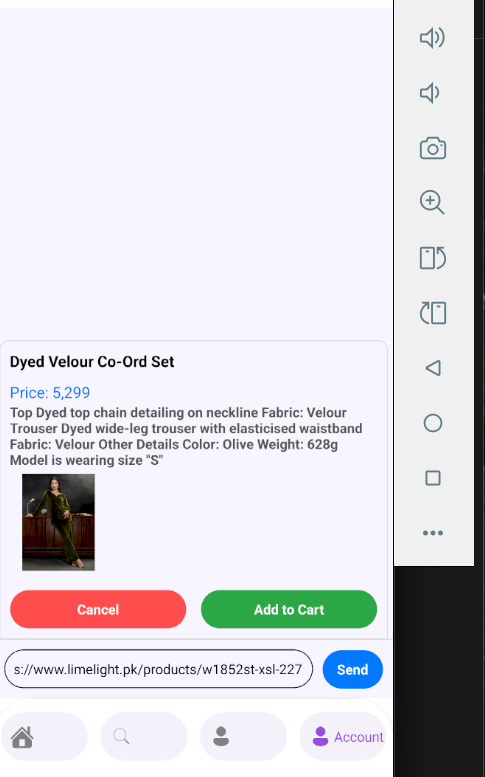 Dyed Velour Co-Ord Set
Price: 5,299
Top Dyed top chain detailing on neckline Fabric: Velour
Trouser Dyed wide-leg trouser with elasticised waistband
Fabric: Velour Other Details Color: Olive Weight: 628g
Model is wearing size "S"
Cancel
Add to Cart
s://www.limelight.pk/products/w1852st-xsl-227
Send
Account